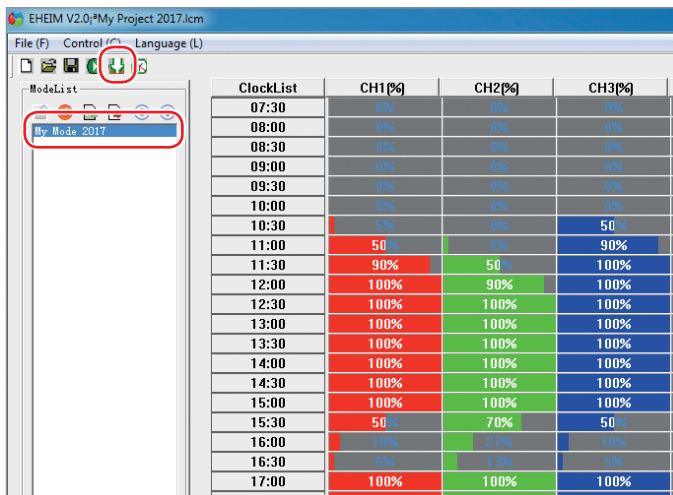 EHEIM V2.0¡ªMy Project 2017.lcm
File (F) Control (C) Language (L)
ModeList
My Mode 2017
ClockList CH1(%) CH2(%) CH3(%)
07:30 0% 0% 0%
08:00 0% 0% 0%
08:30 0% 0% 0%
09:00 0% 0% 0%
09:30 0% 0% 0%
10:00 0% 0% 0%
10:30 5% 0% 50%
11:00 50% 5% 90%
11:30 90% 50% 100%
12:00 100% 90% 100%
12:30 100% 100% 100%
13:00 100% 100% 100%
13:30 100% 100% 100%
14:00 100% 100% 100%
14:30 100% 100% 100%
15:00 100% 100% 100%
15:30 50% 70% 50%
16:00 10% 27% 10%
16:30 5% 13% 5%
17:00 100% 100% 100%